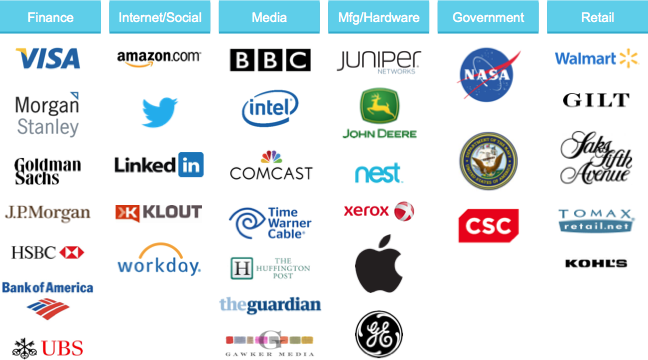 Finance
Internet/Social
Media
Mfg/Hardware
Government
Retail
VISA
Morgan
Stanley
Goldman
Sachs
J.P.Morgan
HSBC
Bank of America
UBS
amazon.com
Linked in
KLOUT
workday.
BBC
intel
COMCAST
Time
Warner
Cable
H
THE
HUFFINGTON
POST
theguardian
G
GAWKER MEDIA
JUNIPER
NETWORKS
JOHN DEERE
nest
xerox
GE
NASA
CSC
Walmart
GILT
Saks
Fifth
Avenue
TOMAX
retail.net
KOHL'S